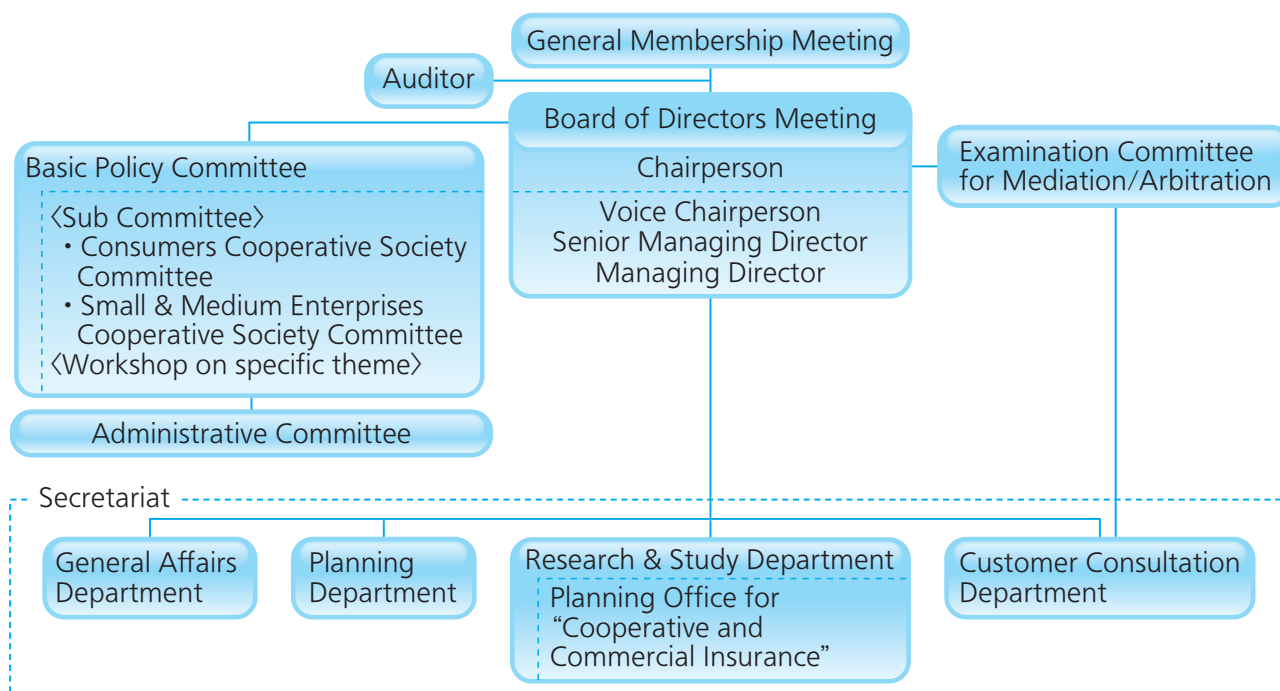 General Membership Meeting
Auditor
Board of Directors Meeting
Chairperson
Voice Chairperson
Senior Managing Director
Managing Director
Basic Policy Committee
〈Sub Committee〉
・Consumers Cooperative Society
Committee
・Small & Medium Enterprises
Cooperative Society Committee
〈Workshop on specific theme〉
Examination Committee
for Mediation/Arbitration
Administrative Committee
Secretariat
General Affairs
Department
Planning
Department
Research & Study Department
Planning Office for
“Cooperative and
Commercial Insurance”
Customer Consultation
Department